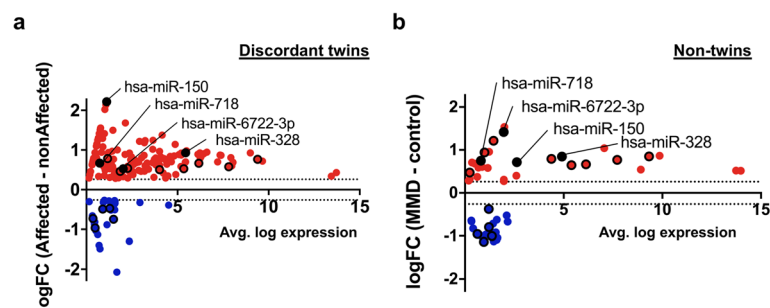 a
Discordant twins
ogFC (Affected - nonAffected)
hsa-miR-150
hsa-miR-718
hsa-miR-6722-3p
hsa-miR-328
2
1
0
-1
-2
5
10
15
Avg. log expression
b
Non-twins
logFC (MMD - control)
hsa-miR-718
hsa-miR-6722-3p
hsa-miR-150
hsa-miR-328
2
1
0
-1
-2
5
10
15
Avg. log expression